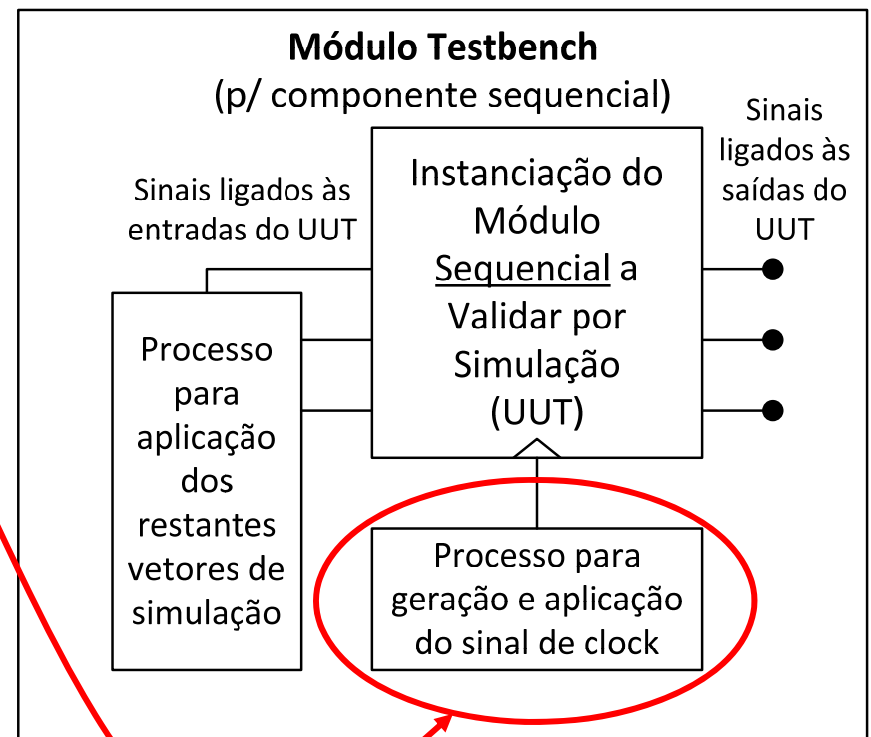 Módulo Testbench
(p/ componente sequencial)
Sinais
ligados às
saídas do
UUT
Sinais ligados às
entradas do UUT
Instanciação do
Módulo
Sequencial a
Validar por
Simulação
(UUT)
Processo
para
aplicação
dos
restantes
vetores de
simulação
Processo para
geração e aplicação
do sinal de clock